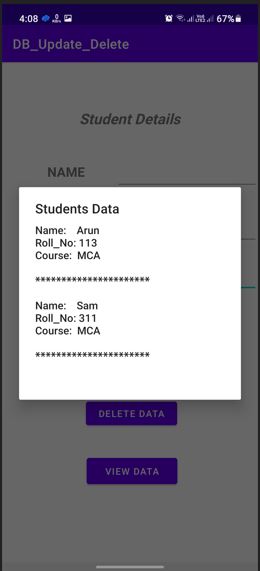 4:08
67%
DB_Update_Delete
Student Details
NAME
Students Data
Name: Arun
Roll_No: 113
Course: MCA
**********************
Name: Sam
Roll_No: 311
Course: MCA
**********************
DELETE DATA
VIEW DATA